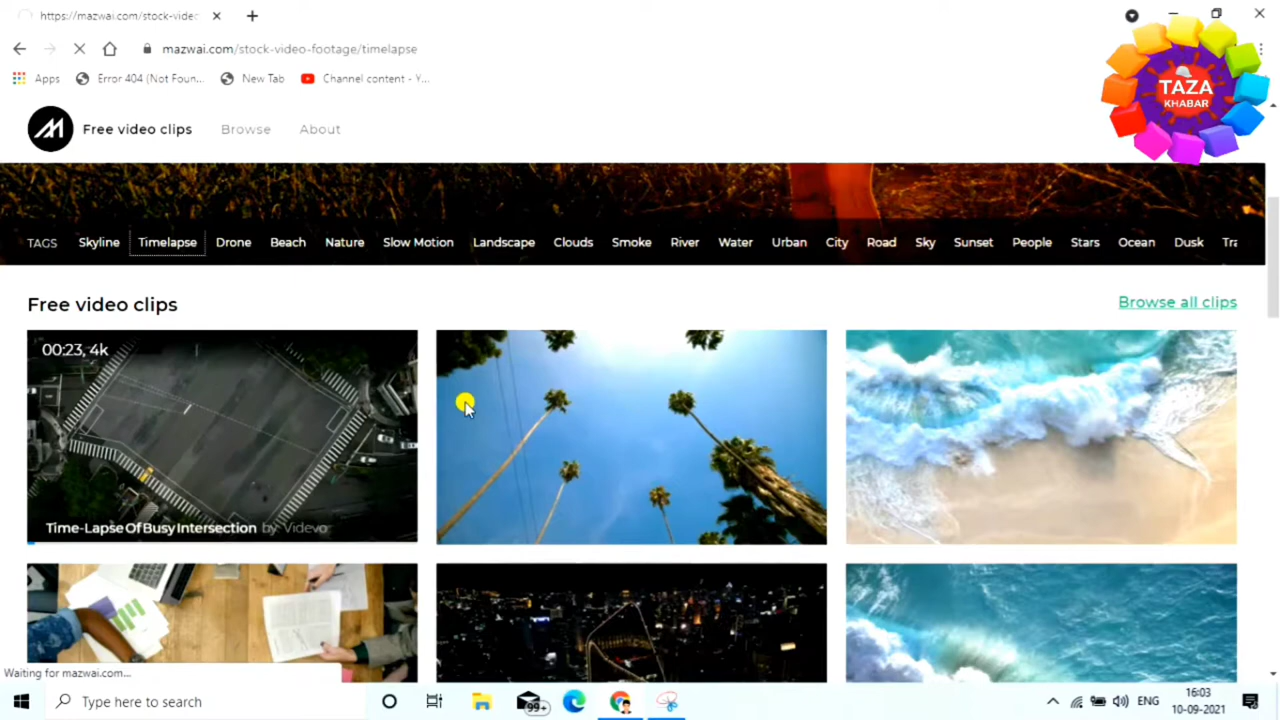 https://mazwai.com/stock-video
mazwai.com/stock-video-footage/timelapse
Apps Error 404 (Not Foun... New Tab Channel content - Y...
TAZA
KHABAR
Free video clips Browse About
TAGS Skyline Timelapse Drone Beach Nature Slow Motion Landscape Clouds Smoke River Water Urban City Road Sky Sunset People Stars Ocean Dusk Tra
Free video clips Browse all clips
00:23, 4k
Time-Lapse Of Busy Intersection by Videvo
Waiting for mazwai.com...
Type here to search 99+ ENG 16:03
10-09-2021